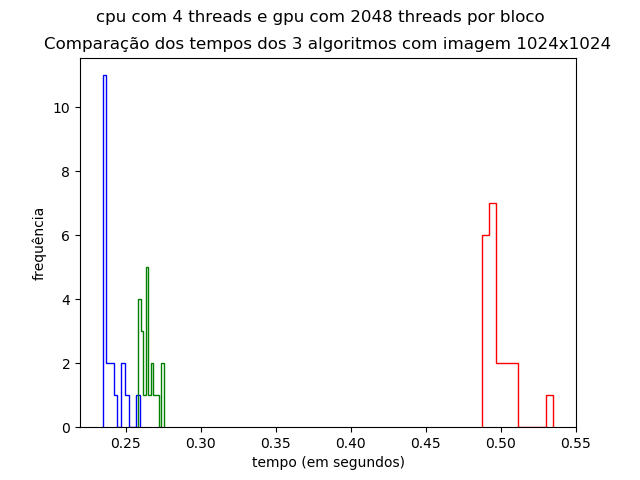 cpu com 4 threads e gpu com 2048 threads por bloco
Comparação dos tempos dos 3 algoritmos com imagem 1024x1024
10
8
6
4
2
0
frequência
0.25 0.30 0.35 0.40 0.45 0.50 0.55
tempo (em segundos)